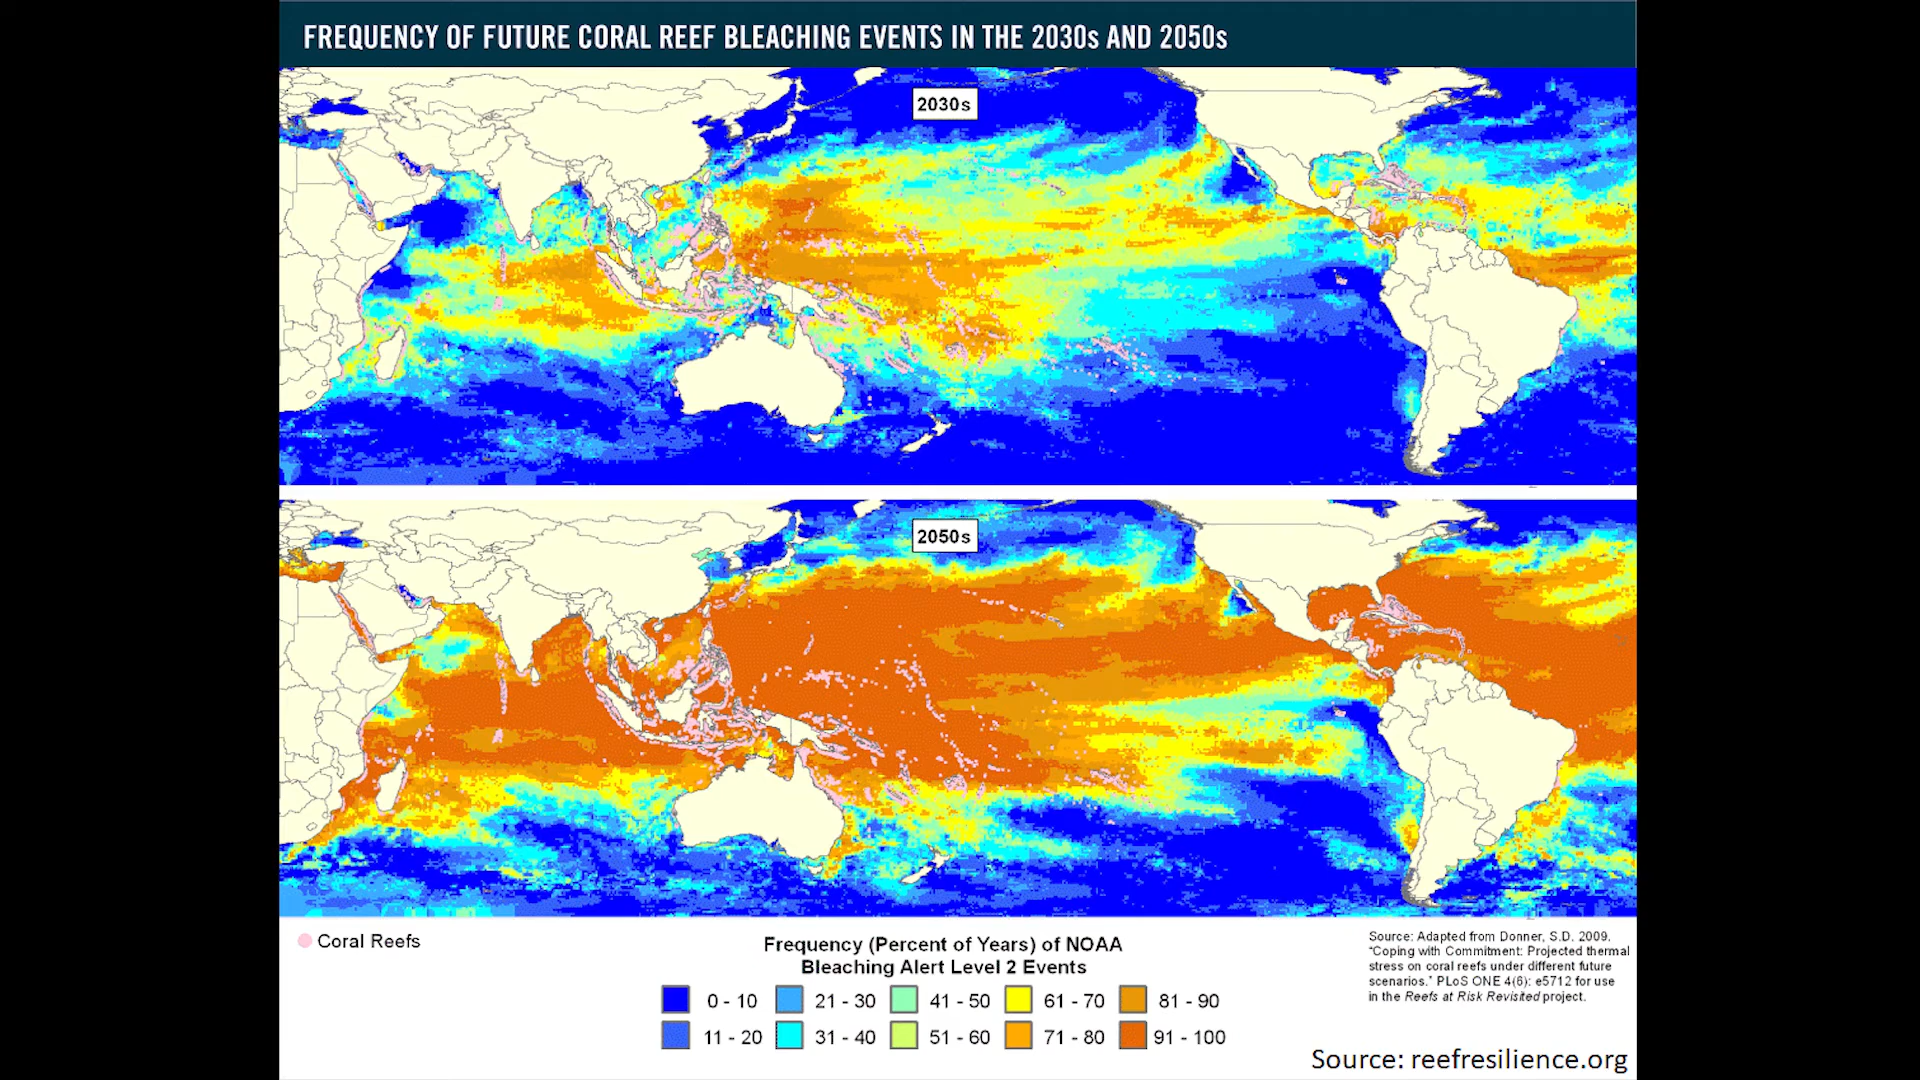 FREQUENCY OF FUTURE CORAL REEF BLEACHING EVENTS IN THE 2030s AND 2050s
2030s
2050s
Coral Reefs
Frequency (Percent of Years) of NOAA
Bleaching Alert Level 2 Events
0 - 10
21 - 30
41 - 50
61 - 70
81 - 90
11 - 20
31 - 40
51 - 60
71 - 80
91 - 100
Source: Adapted from Donner, S.D. 2009.
"Coping with Commitment: Projected thermal
stress on coral reefs under different future
scenarios." PLoS ONE 4(6): e5712 for use
in the Reefs at Risk Revisited project.
Source: reefresilience.org